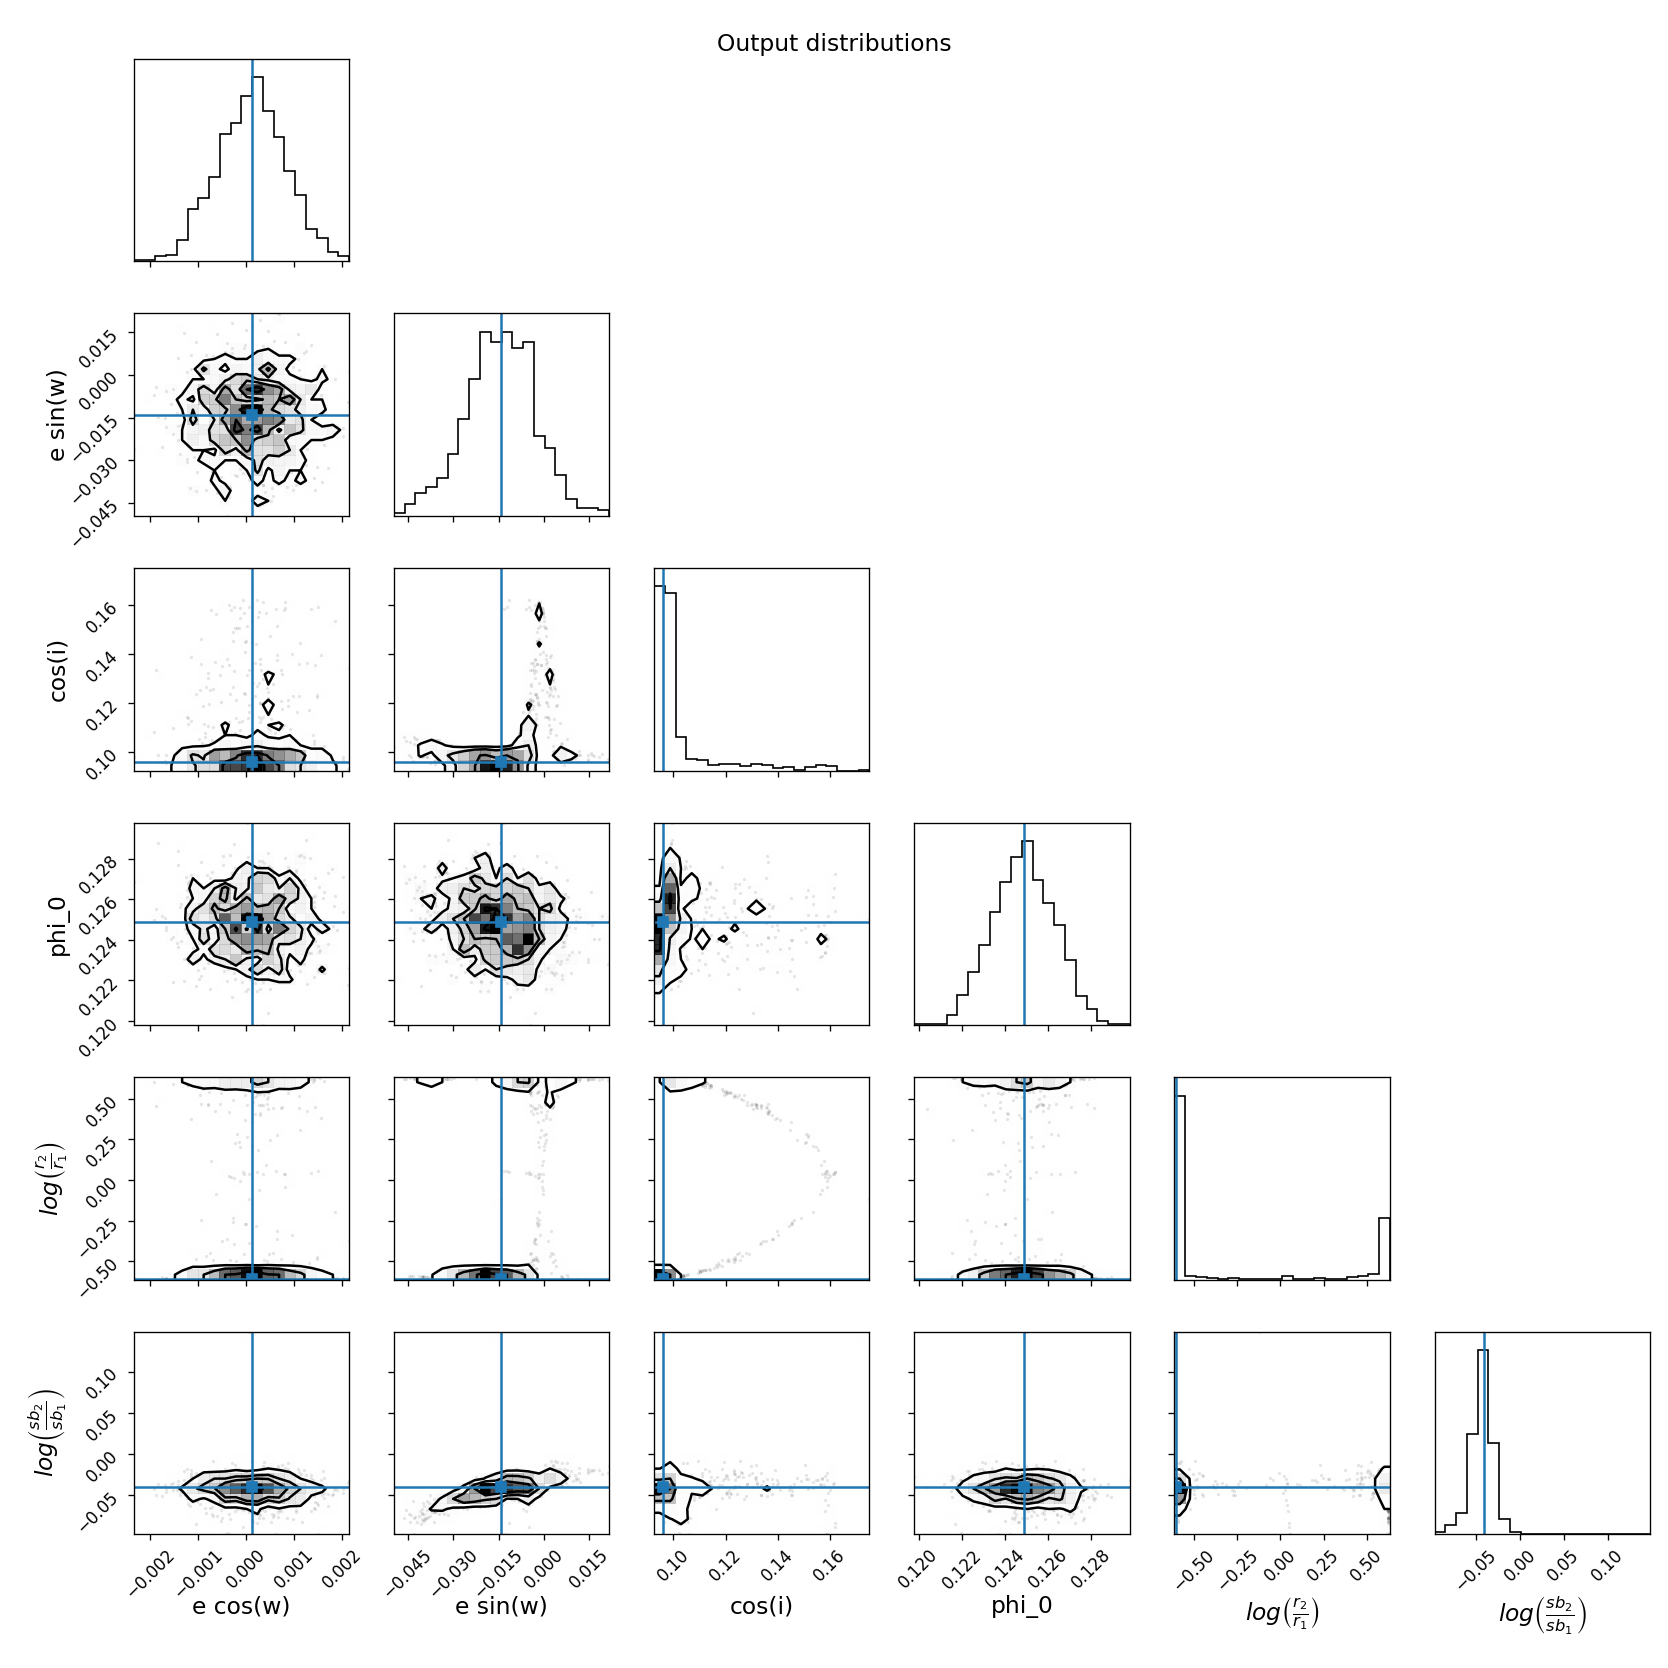 Output distributions
0.015
0.000
−0.015
−0.030
−0.045
e sin(w)
0.16
0.14
0.12
0.10
cos(i)
0.128
0.126
0.124
0.122
0.120
phi_0
0.50
0.25
0.00
−0.25
−0.50
log(r₂/r₁)
0.10
0.05
0.00
−0.05
log(sb₂/sb₁)
−0.002 −0.001 0.000 0.001 0.002 −0.045 −0.030 −0.015 0.000 0.015 0.10 0.12 0.14 0.16 0.120 0.122 0.124 0.126 0.128 −0.50 −0.25 0.00 0.25 0.50 −0.05 0.00 0.05 0.10
e cos(w) e sin(w) cos(i) phi_0 log(r₂/r₁) log(sb₂/sb₁)